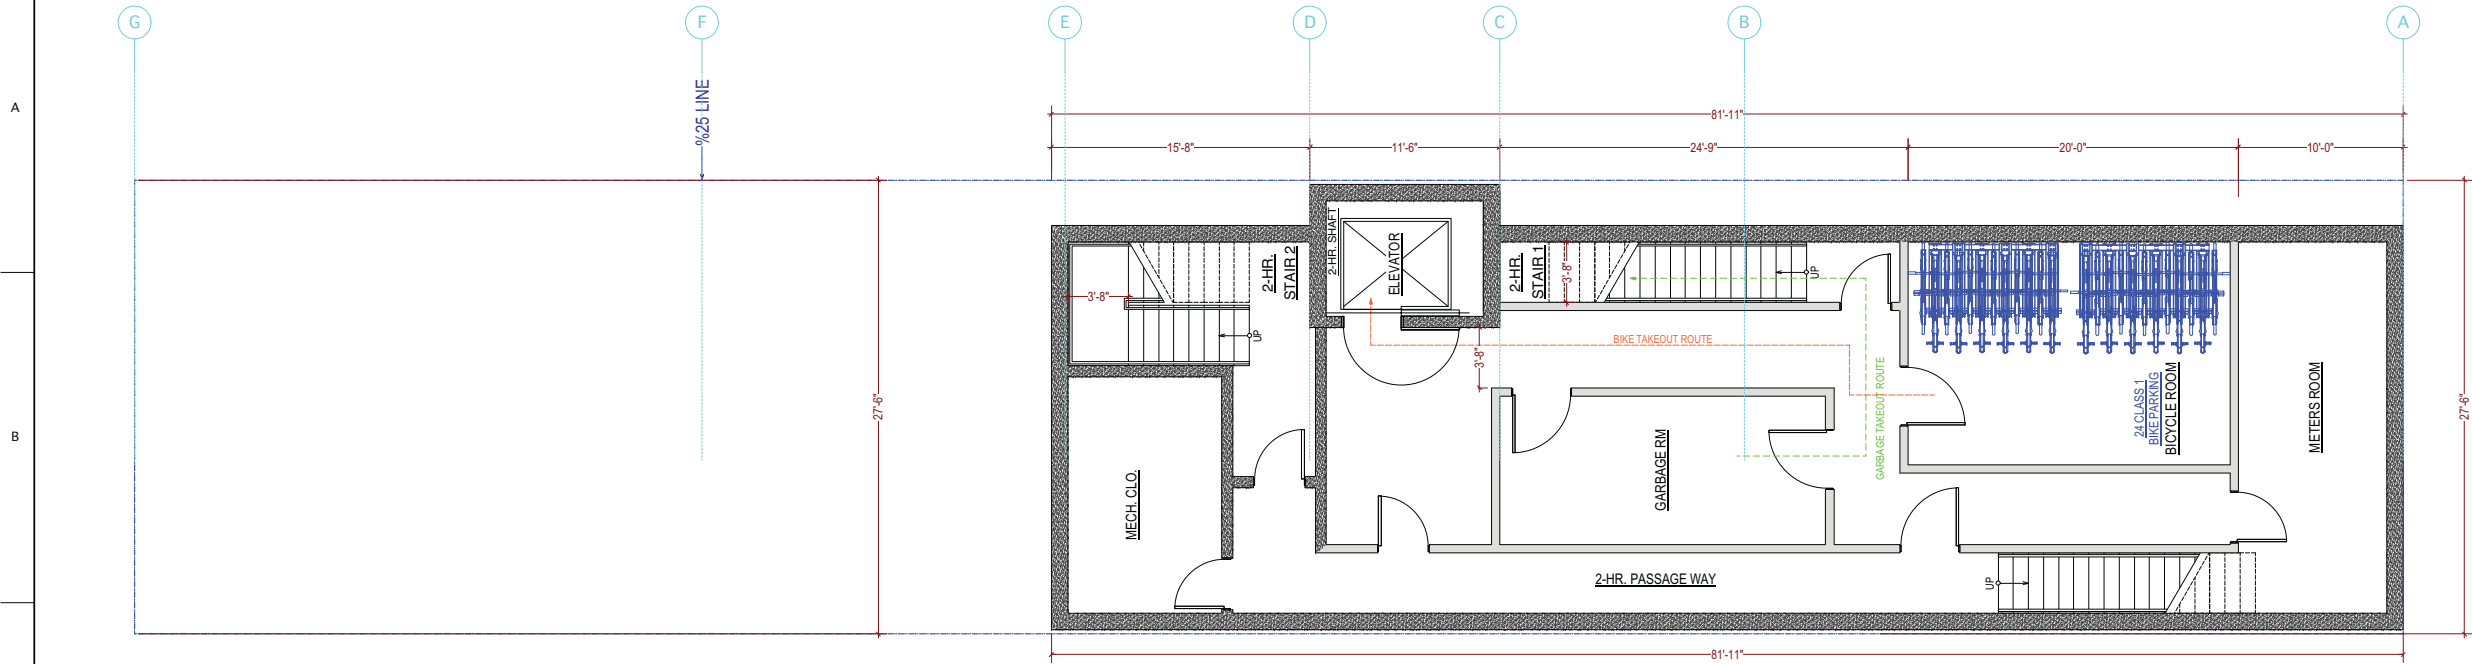 G
F
E
D
C
B
A
A
%25 LINE
81'-11"
15'-8"
11'-6"
24'-9"
20'-0"
10'-0"
2-HR.
STAIR 2
2-HR. SHAFT
ELEVATOR
2-HR.
STAIR 1
3'-8"
UP
3'-8"
UP
BIKE TAKEOUT ROUTE
3'-8"
GARBAGE TAKEOUT ROUTE
24 CLASS 1
BIKE PARKING
BICYCLE ROOM
METERS ROOM
27'-6"
27'-6"
B
MECH. CLO.
GARBAGE RM
2-HR. PASSAGE WAY
UP
81'-11"